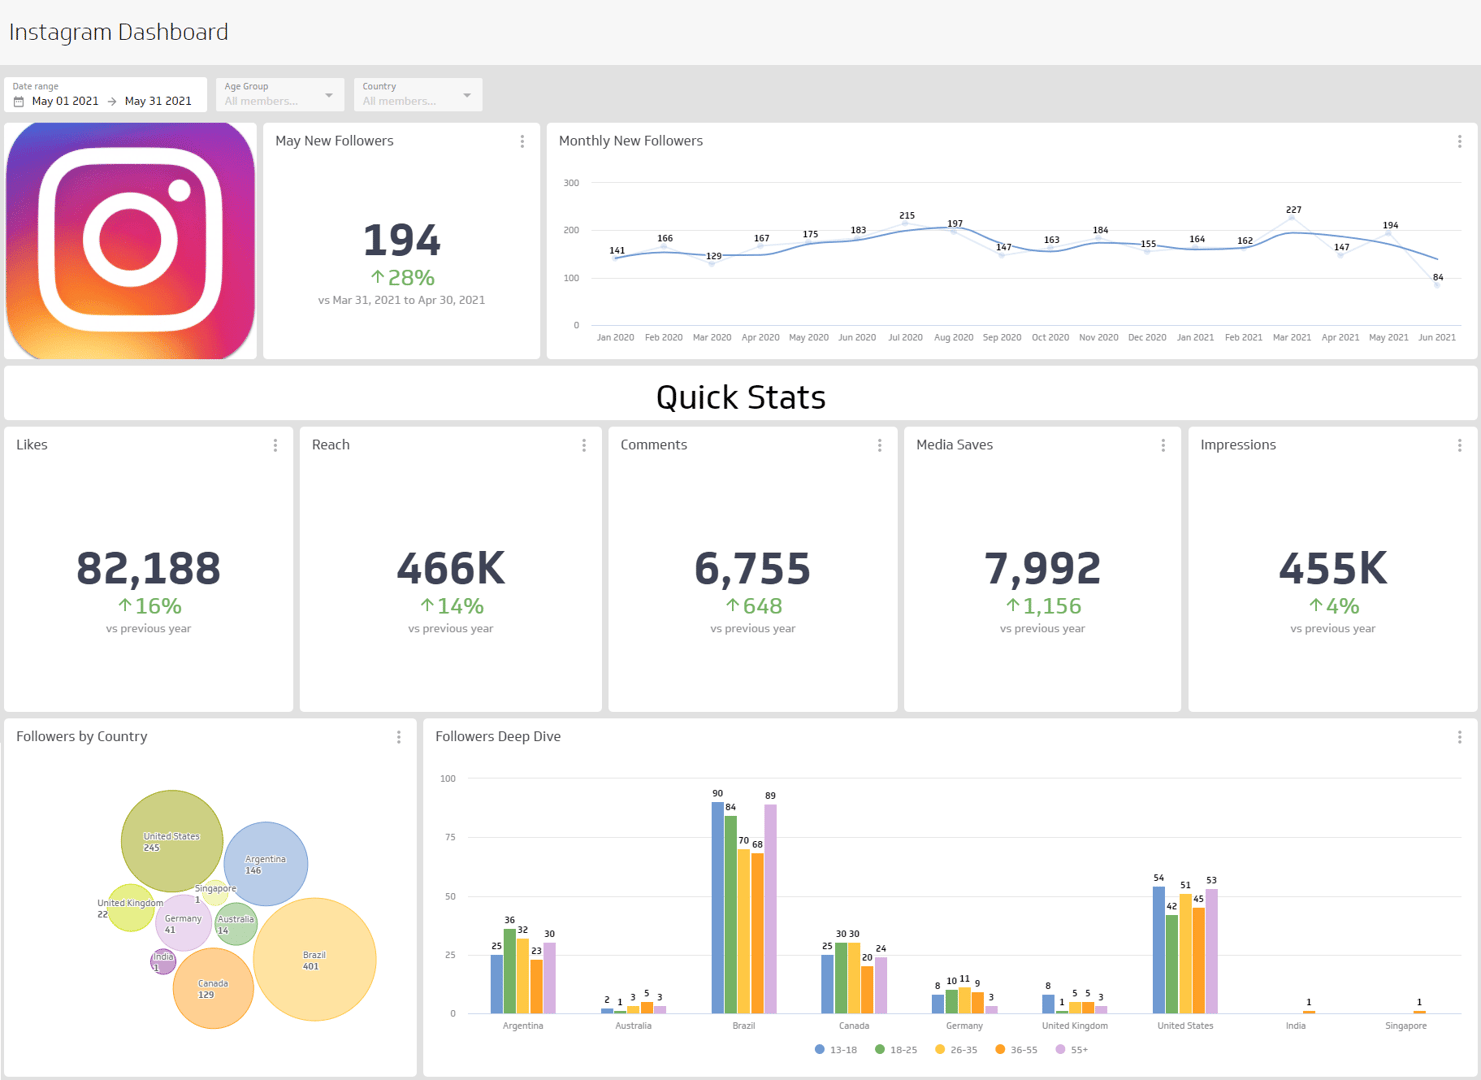 Instagram Dashboard
Date range
May 01 2021 → May 31 2021
Age Group
All members...
Country
All members...
May New Followers
194
↑28%
vs Mar 31, 2021 to Apr 30, 2021
Monthly New Followers
300
200
100
0
141
166
129
167
175
183
215
197
147
163
184
155
164
162
227
147
194
84
Jan 2020
Feb 2020
Mar 2020
Apr 2020
May 2020
Jun 2020
Jul 2020
Aug 2020
Sep 2020
Oct 2020
Nov 2020
Dec 2020
Jan 2021
Feb 2021
Mar 2021
Apr 2021
May 2021
Jun 2021
Quick Stats
Likes
82,188
↑16%
vs previous year
Reach
466K
↑14%
vs previous year
Comments
6,755
↑648
vs previous year
Media Saves
7,992
↑1,156
vs previous year
Impressions
455K
↑4%
vs previous year
Followers by Country
United States
245
Argentina
146
Singapore
1
United Kingdom
22
Germany
41
Australia
14
India
1
Brazil
401
Canada
129
Followers Deep Dive
100
75
50
25
0
25
36
32
23
30
2
1
3
5
3
90
84
70
68
89
25
30
30
20
24
8
10
11
9
3
8
1
5
5
3
54
42
51
45
53
1
1
Argentina
Australia
Brazil
Canada
Germany
United Kingdom
United States
India
Singapore
13-18
18-25
26-35
36-55
55+